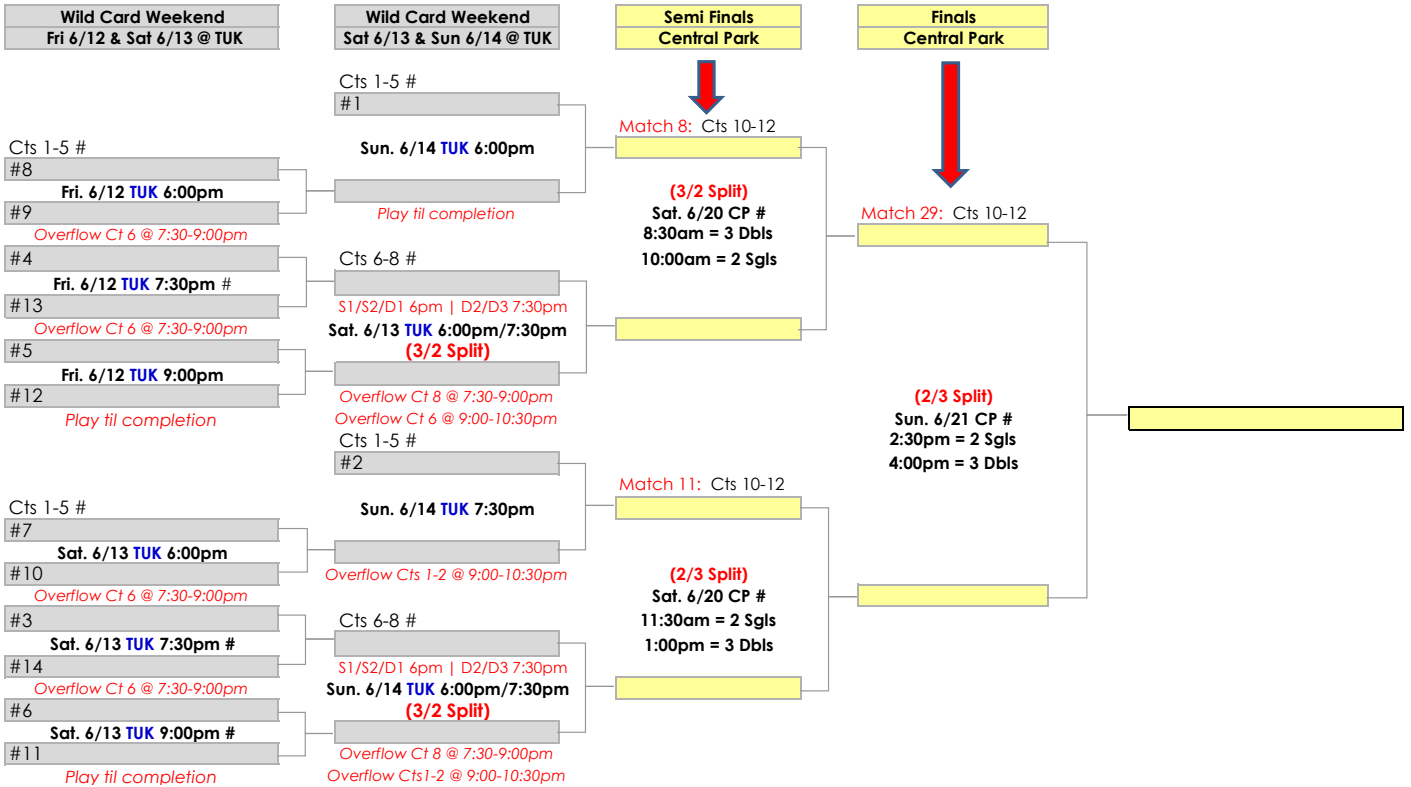 Wild Card Weekend
Fri 6/12 & Sat 6/13 @ TUK
Cts 1-5 #
#8
Fri. 6/12 TUK 6:00pm
#9
Overflow Ct 6 @ 7:30-9:00pm
#4
Fri. 6/12 TUK 7:30pm #
#13
Overflow Ct 6 @ 7:30-9:00pm
#5
Fri. 6/12 TUK 9:00pm
#12
Play til completion
Cts 1-5 #
#7
Sat. 6/13 TUK 6:00pm
#10
Overflow Ct 6 @ 7:30-9:00pm
#3
Sat. 6/13 TUK 7:30pm #
#14
Overflow Ct 6 @ 7:30-9:00pm
#6
Sat. 6/13 TUK 9:00pm #
#11
Play til completion
Wild Card Weekend
Sat 6/13 & Sun 6/14 @ TUK
Cts 1-5 #
#1
Sun. 6/14 TUK 6:00pm
Play til completion
Cts 6-8 #
S1/S2/D1 6pm | D2/D3 7:30pm
Sat. 6/13 TUK 6:00pm/7:30pm
(3/2 Split)
Overflow Ct 8 @ 7:30-9:00pm
Overflow Ct 6 @ 9:00-10:30pm
Cts 1-5 #
#2
Sun. 6/14 TUK 7:30pm
Overflow Cts 1-2 @ 9:00-10:30pm
Cts 6-8 #
S1/S2/D1 6pm | D2/D3 7:30pm
Sun. 6/14 TUK 6:00pm/7:30pm
(3/2 Split)
Overflow Ct 8 @ 7:30-9:00pm
Overflow Cts1-2 @ 9:00-10:30pm
Semi Finals
Central Park
Match 8: Cts 10-12
(3/2 Split)
Sat. 6/20 CP #
8:30am = 3 Dbls
10:00am = 2 Sgls
Match 11: Cts 10-12
(2/3 Split)
Sat. 6/20 CP #
11:30am = 2 Sgls
1:00pm = 3 Dbls
Finals
Central Park
Match 29: Cts 10-12
(2/3 Split)
Sun. 6/21 CP #
2:30pm = 2 Sgls
4:00pm = 3 Dbls